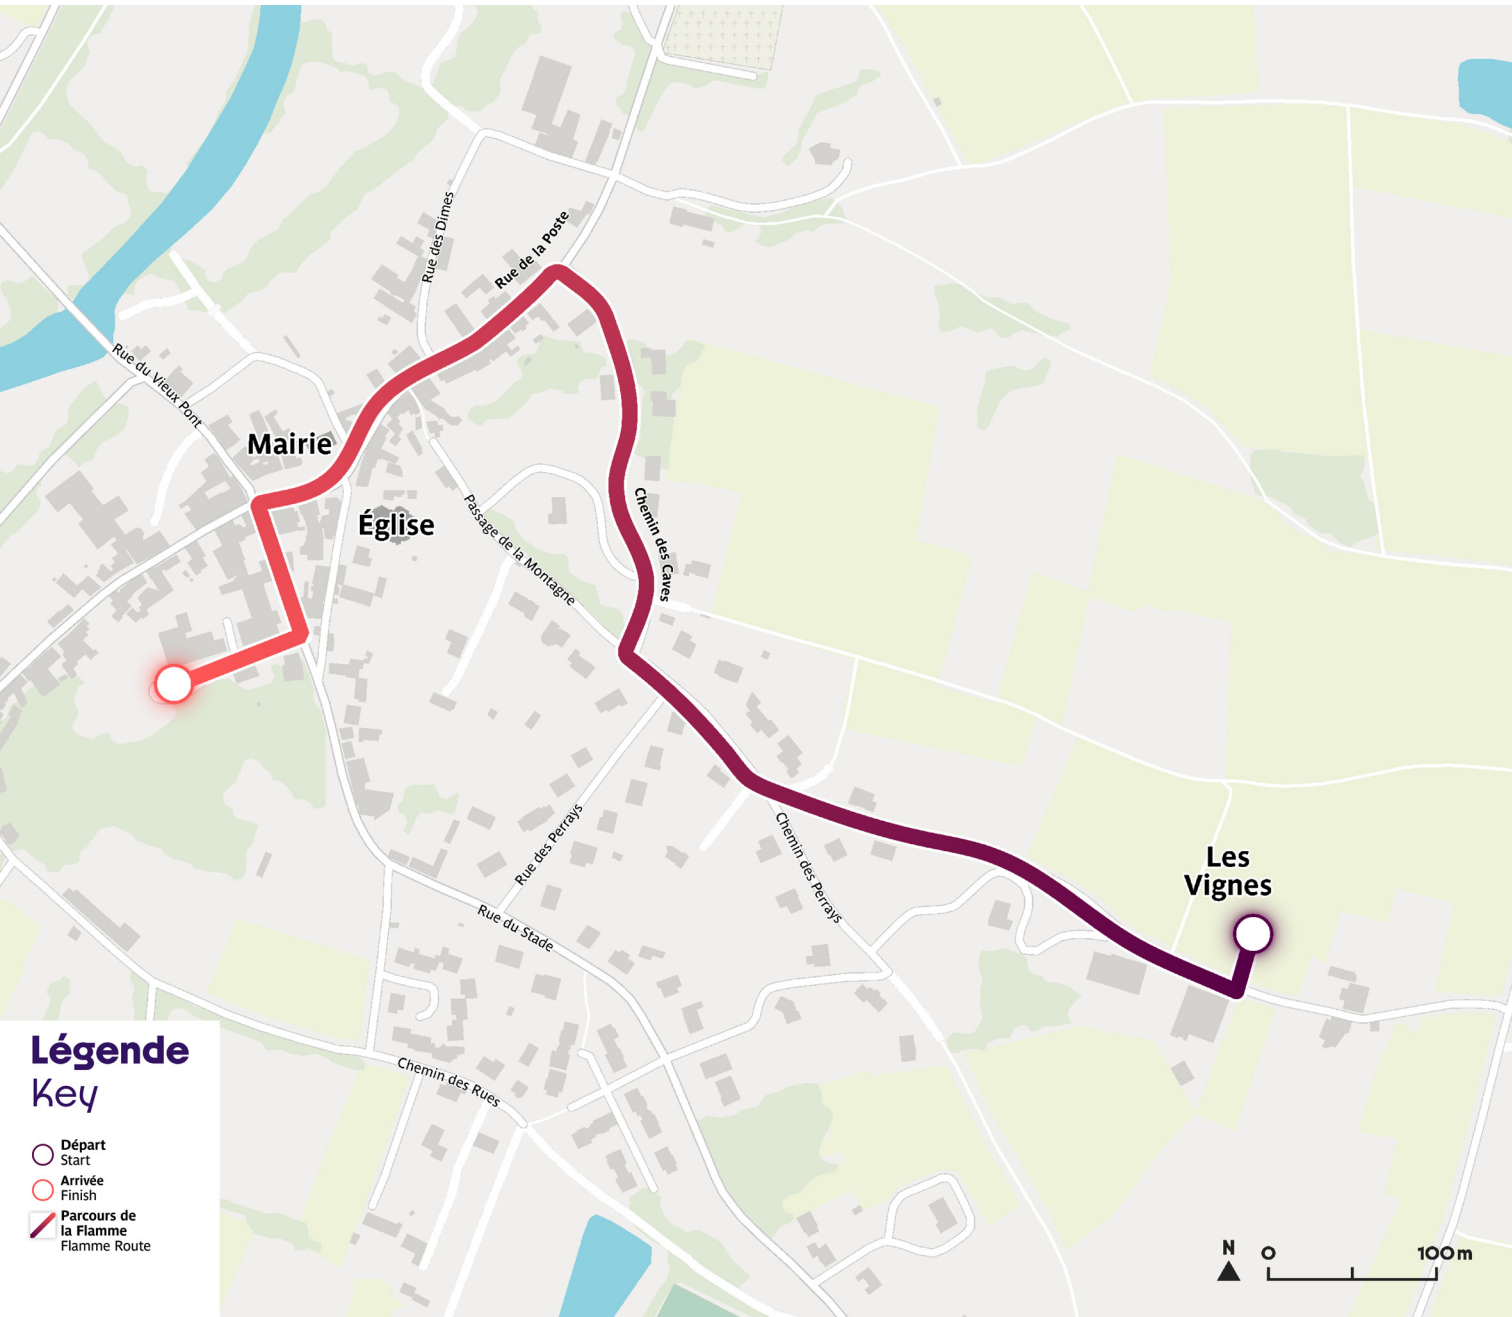 Rue des Dimes
Rue de la Poste
Rue du Vieux Pont
Mairie
Église
Passage de la Montagne
Chemin des Caves
Rue des Perrays
Chemin des Perrays
Les
Vignes
Rue du Stade
Chemin des Rues
Légende
Key
Départ
Start
Arrivée
Finish
Parcours de
la Flamme
Flamme Route
N
0
100m